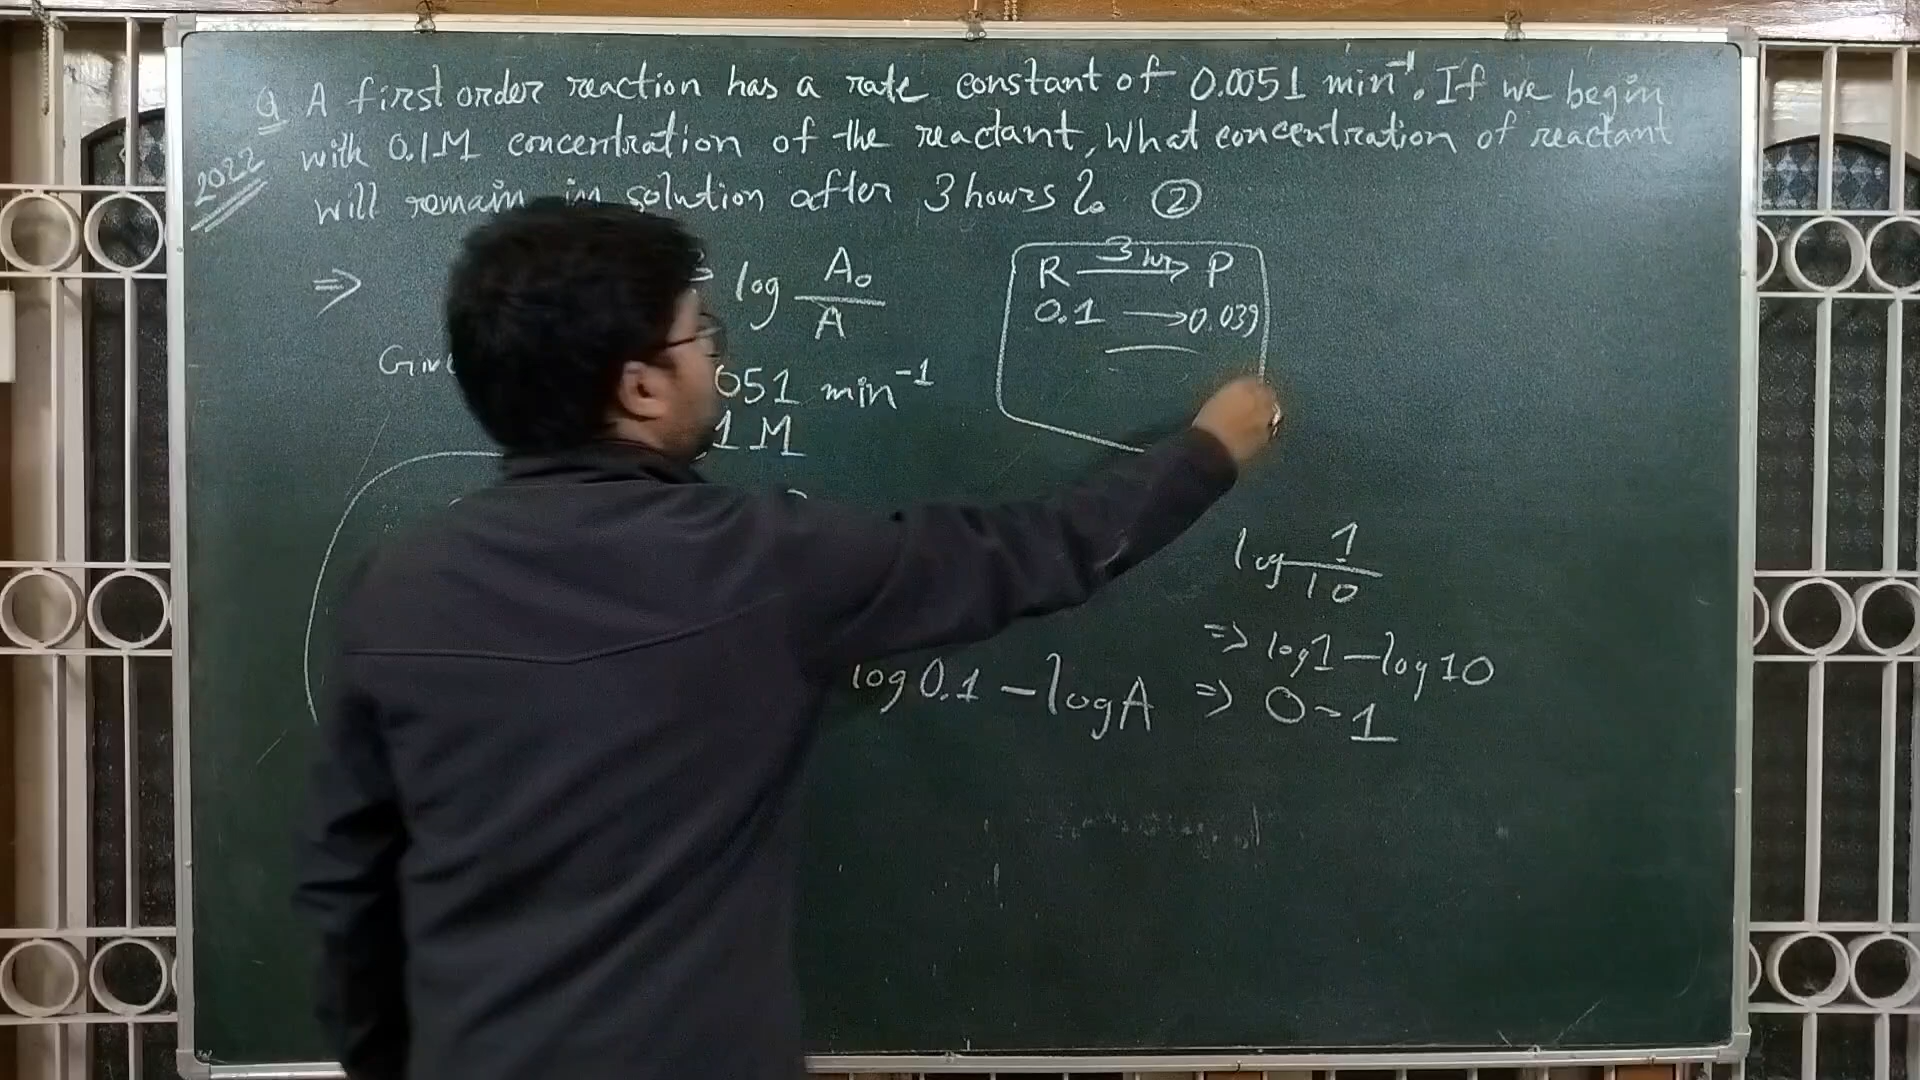 Q A first order reaction has a rate constant of 0.0051 min⁻¹. If we begin
with 0.1M concentration of the reactant, What concentration of reactant
2022
will remain in solution after 3 hours ? ②
⇒ log A₀/A
R 3 hr → P
0.1 → 0.039
Give
051 min⁻¹
1 M
log 1/10
⇒ log1 – log10
log 0.1 – log A ⇒ 0 - 1